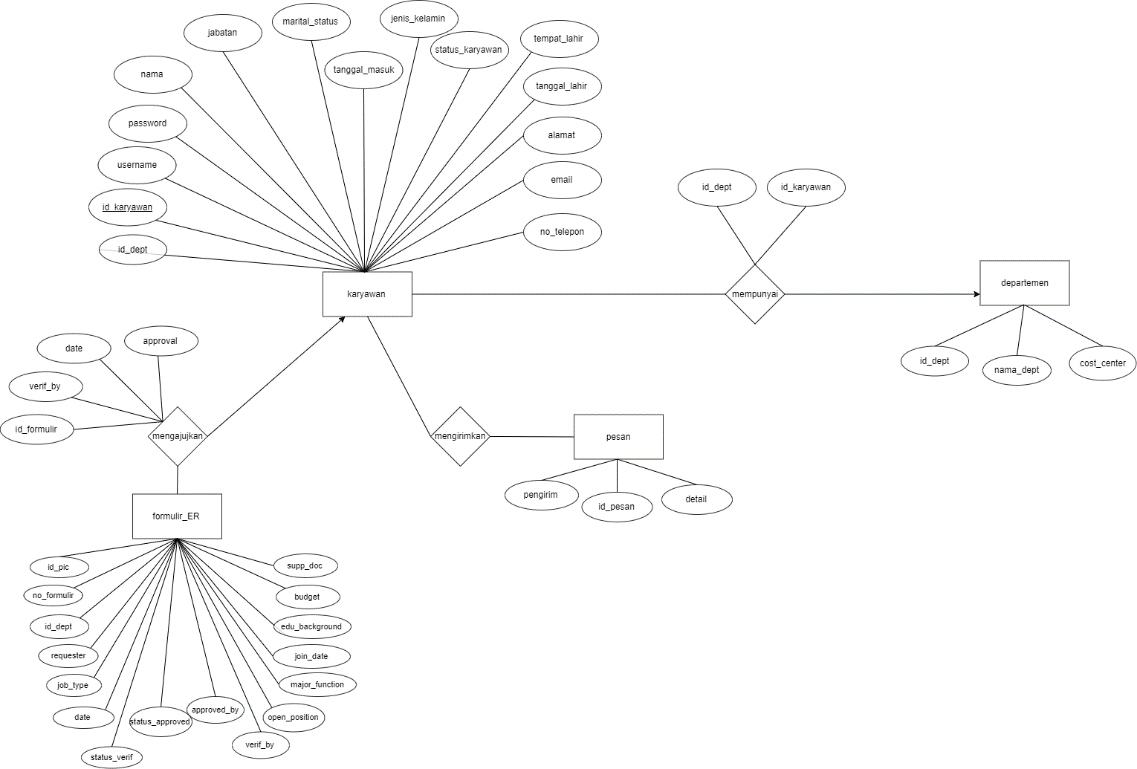 jenis_kelamin
marital_status
jabatan
tempat_lahir
status_karyawan
tanggal_masuk
nama
tanggal_lahir
password
alamat
username
email
id_karyawan
no_telepon
id_dept
id_dept
id_karyawan
karyawan
mempunyai
departemen
id_dept
nama_dept
cost_center
approval
date
verif_by
id_formulir
mengajujkan
mengirimkan
pesan
pengirim
id_pesan
detail
formulir_ER
id_pic
supp_doc
no_formulir
budget
id_dept
edu_background
requester
join_date
job_type
major_function
date
status_approved
approved_by
open_position
verif_by
status_verif